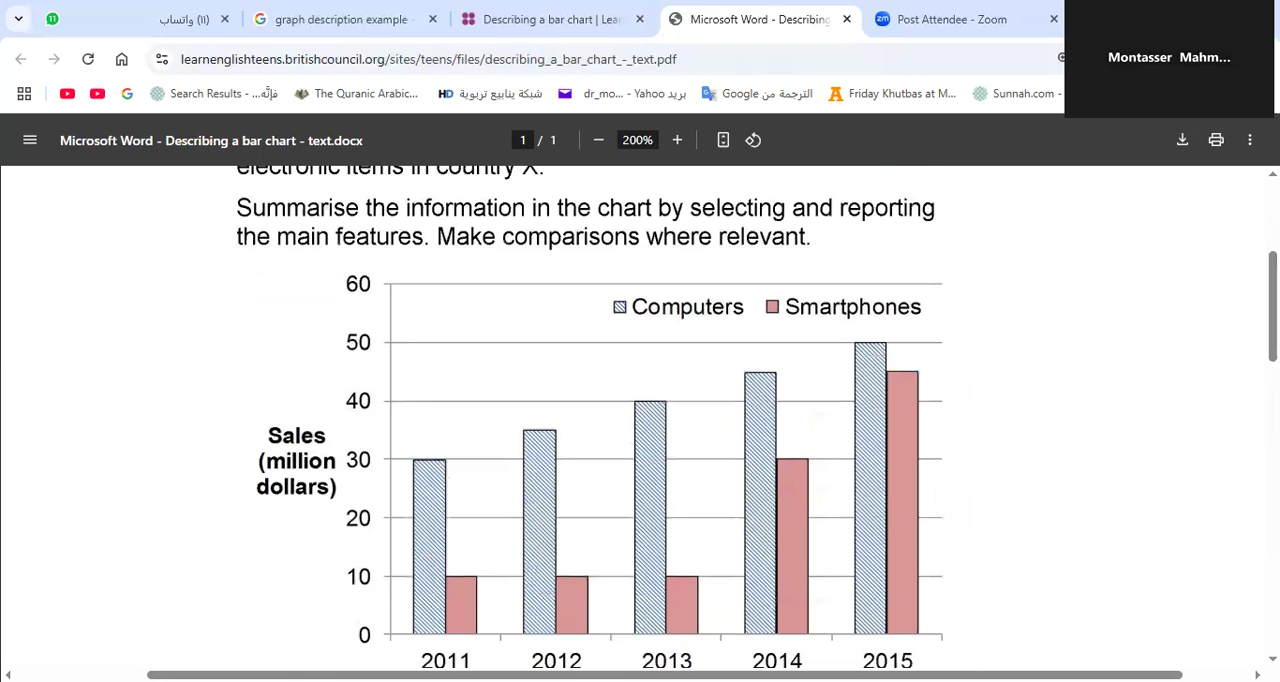 (11) واتساب
graph description example
Describing a bar chart | Lea
Microsoft Word - Describing
Post Attendee - Zoom
learnenglishteens.britishcouncil.org/sites/teens/files/describing_a_bar_chart_-_text.pdf
Montasser Mahm...
Search Results - ...فَإِنَّه
The Quranic Arabic...
HD شبكة ينابيع تربوية
dr_mo... - Yahoo بريد
Google الترجمة من
Friday Khutbas at M...
Sunnah.com -
Microsoft Word - Describing a bar chart - text.docx
1 / 1
200%
electronic items in country X.
Summarise the information in the chart by selecting and reporting
the main features. Make comparisons where relevant.
60
Computers Smartphones
50
40
Sales
(million
dollars)
30
20
10
0
2011 2012 2013 2014 2015